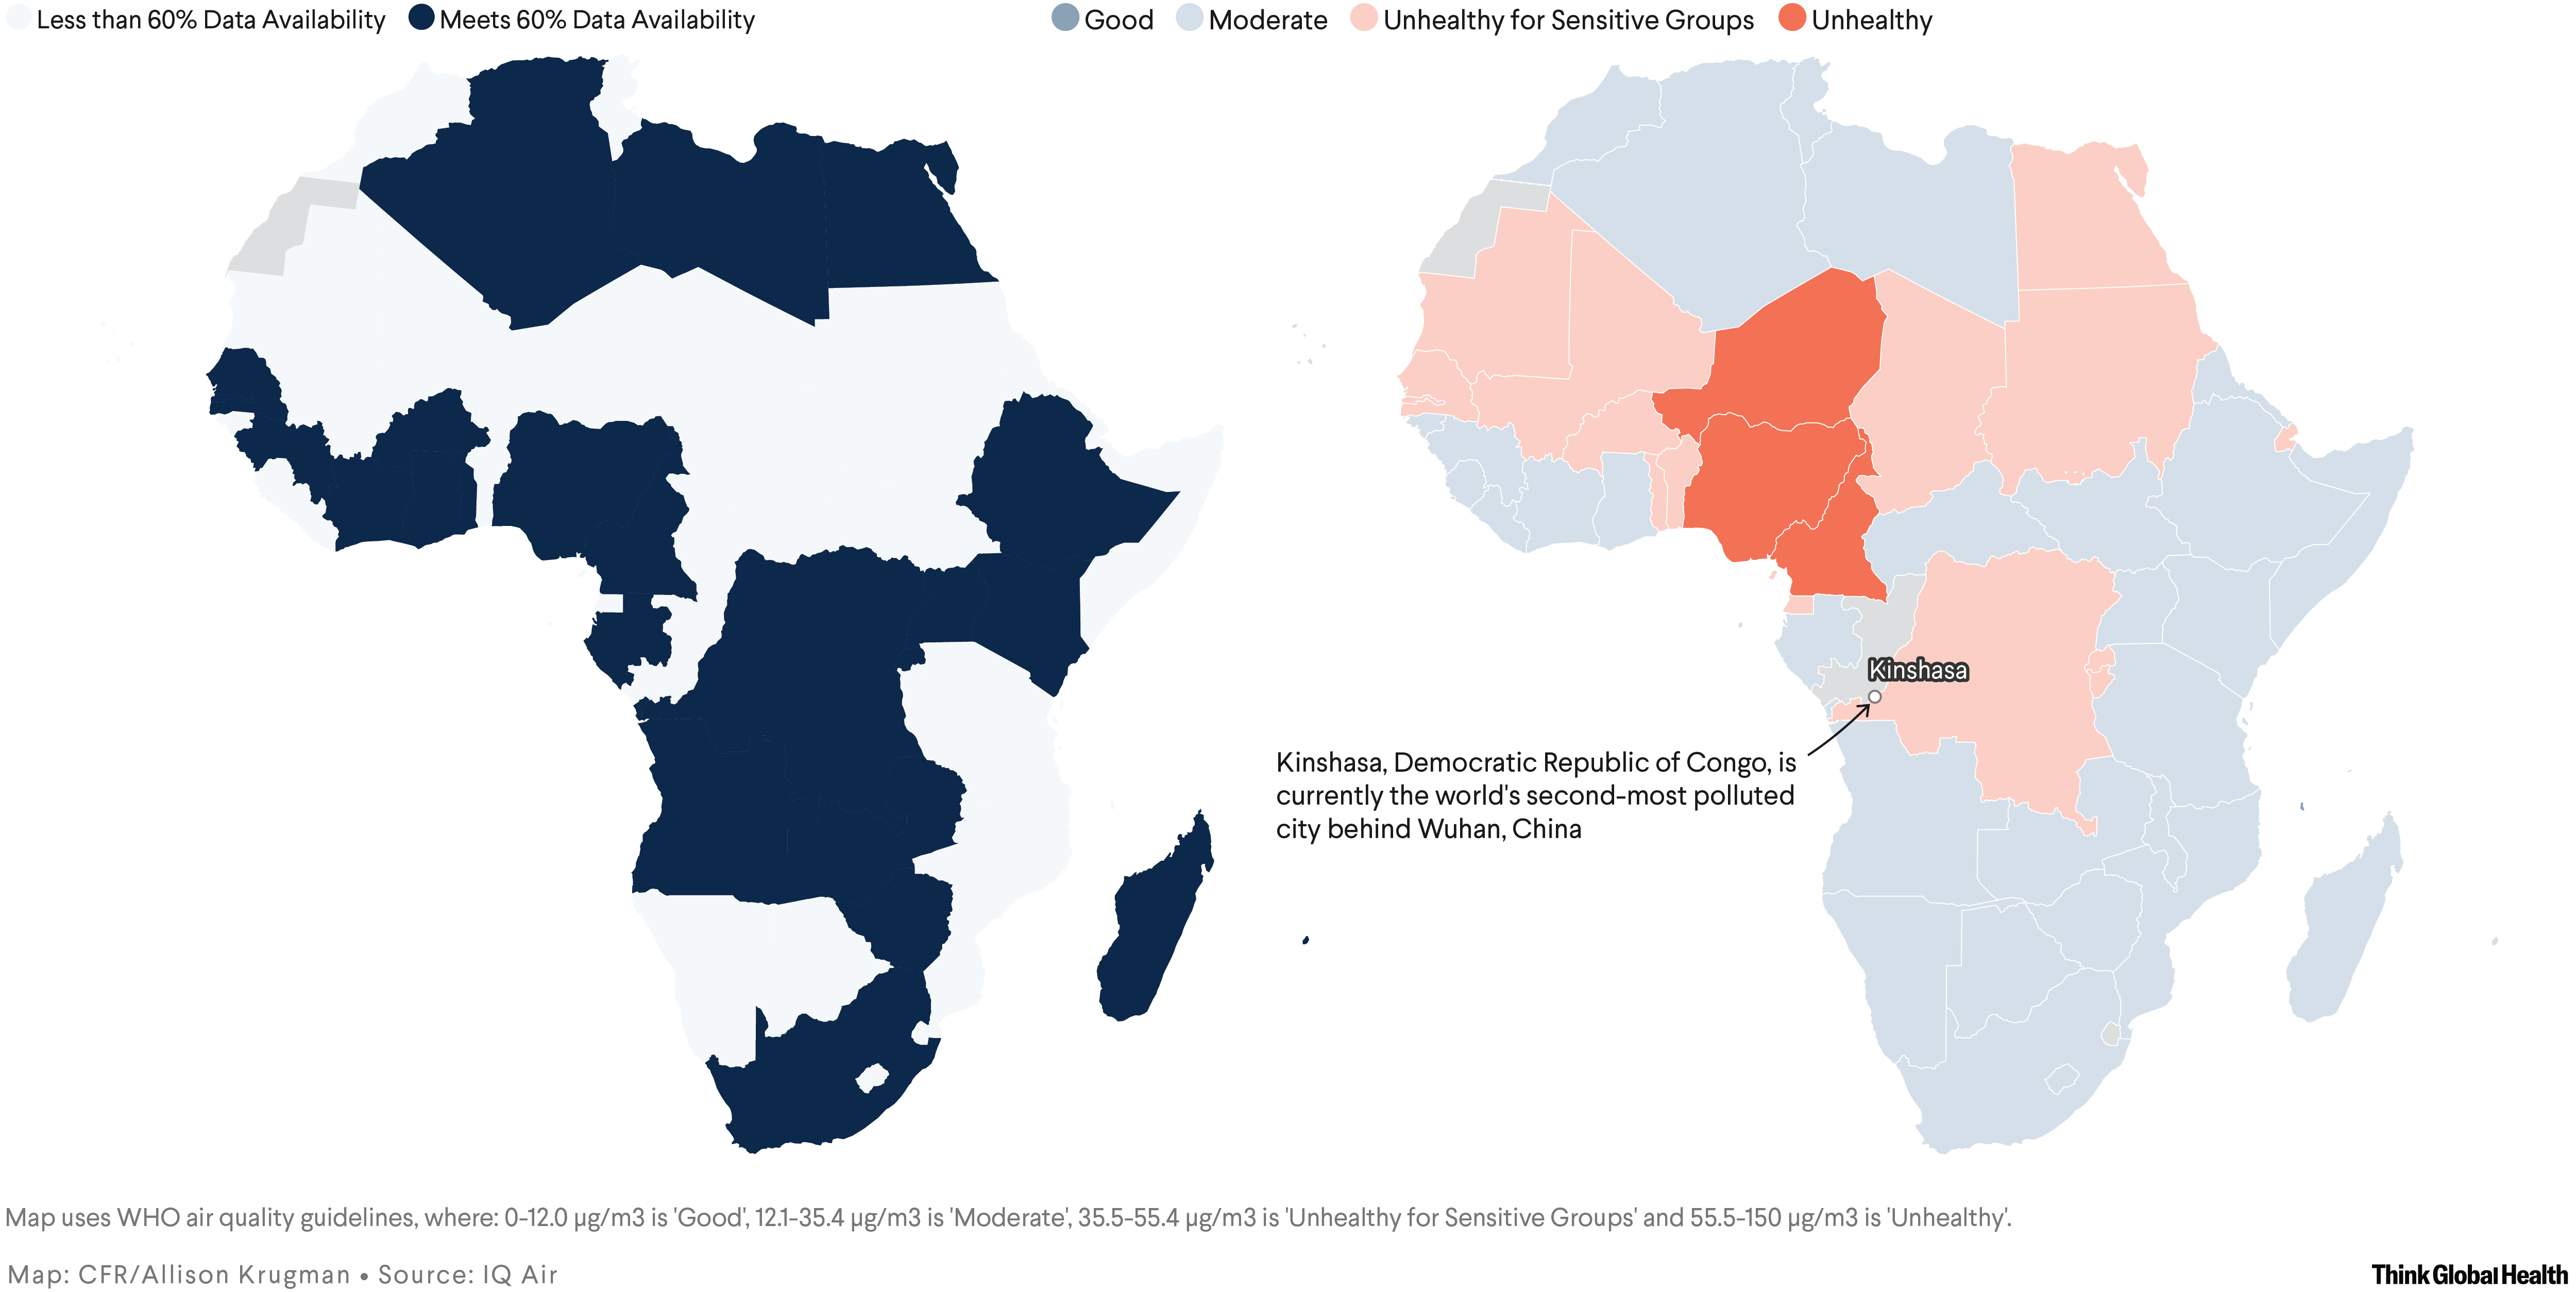 Less than 60% Data Availability
Meets 60% Data Availability
Good
Moderate
Unhealthy for Sensitive Groups
Unhealthy
Kinshasa
Kinshasa, Democratic Republic of Congo, is
currently the world's second-most polluted
city behind Wuhan, China
Map uses WHO air quality guidelines, where: 0-12.0 µg/m3 is 'Good', 12.1-35.4 µg/m3 is 'Moderate', 35.5-55.4 µg/m3 is 'Unhealthy for Sensitive Groups' and 55.5-150 µg/m3 is 'Unhealthy'.
Map: CFR/Allison Krugman • Source: IQ Air
Think Global Health